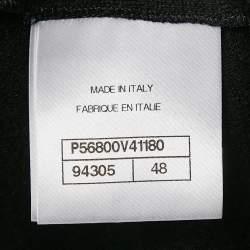 MADE IN ITALY
FABRIQUE EN ITALIE
P56800V41180
94305 48